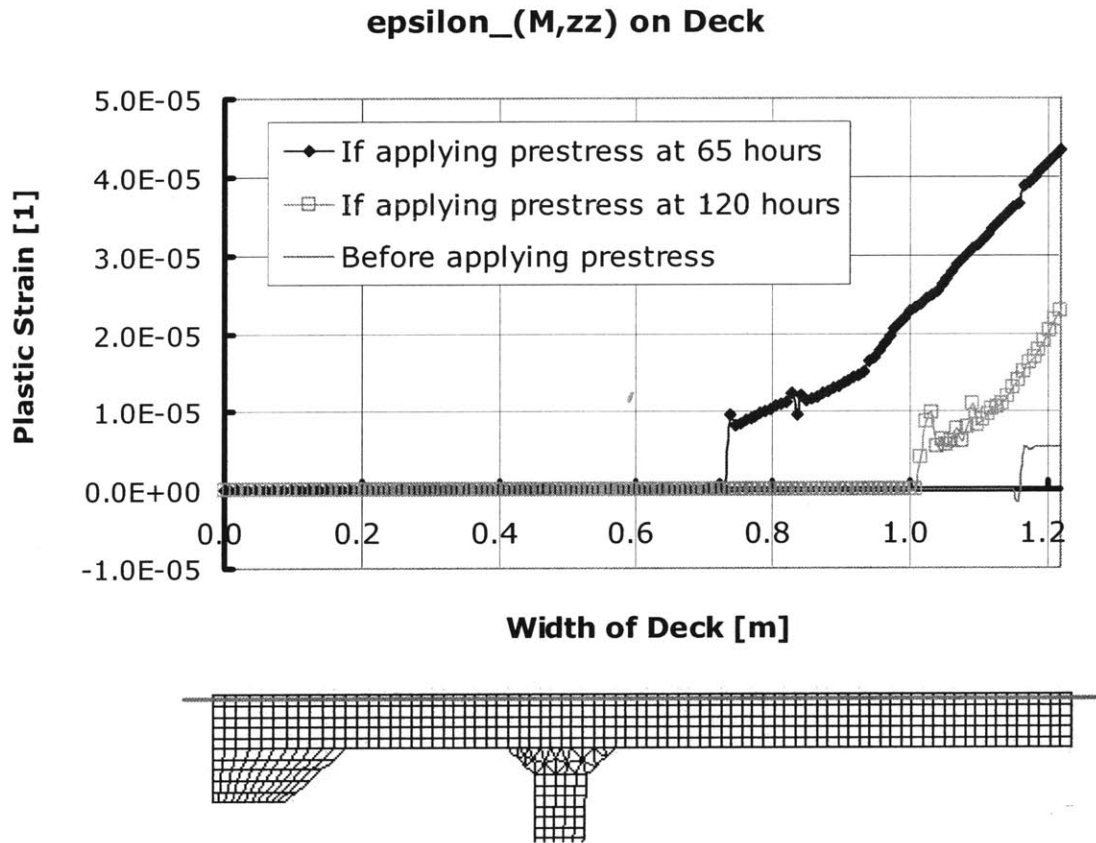 epsilon_(M,zz) on Deck
5.0E-05
If applying prestress at 65 hours
4.0E-05
If applying prestress at 120 hours
3.0E-05
Before applying prestress
2.0E-05
1.0E-05
0.0E+00
0.0 0.2 0.4 0.6 0.8 1.0 1.2
-1.0E-05
Plastic Strain [1]
Width of Deck [m]